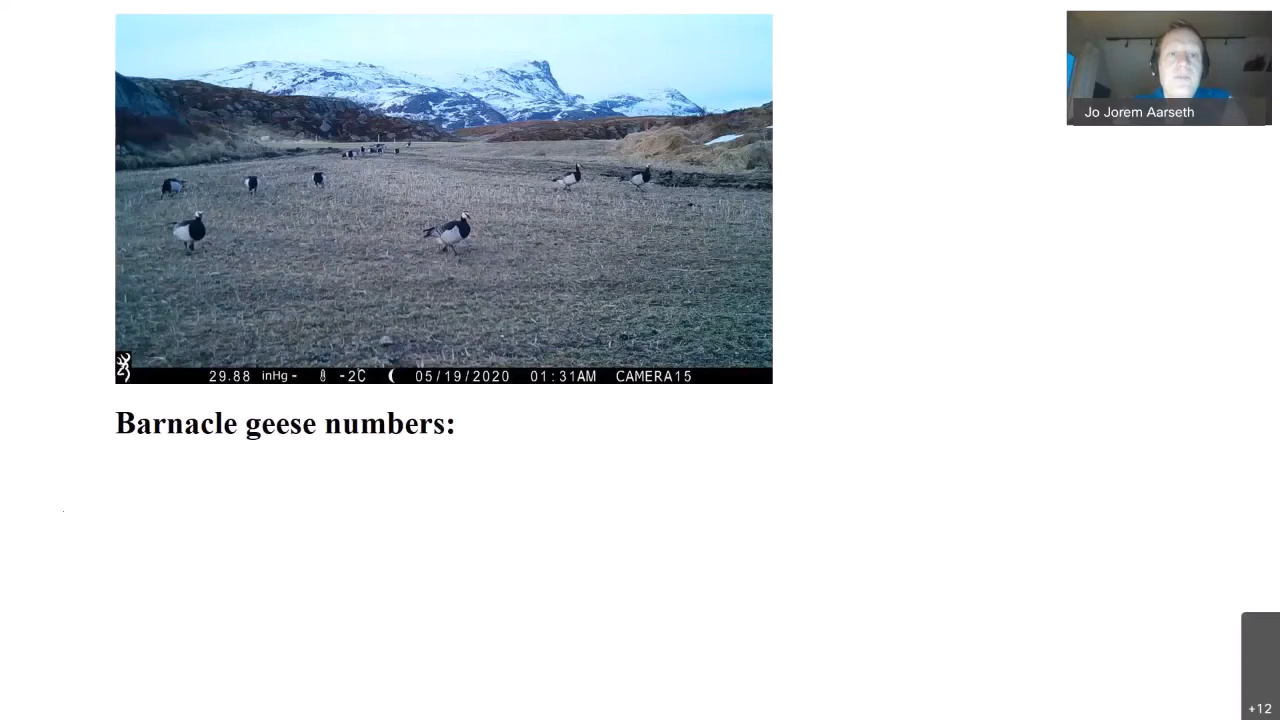 Jo Jorem Aarseth
29.88 inHg- -2C 05/19/2020 01:31AM CAMERA15
Barnacle geese numbers:
+12